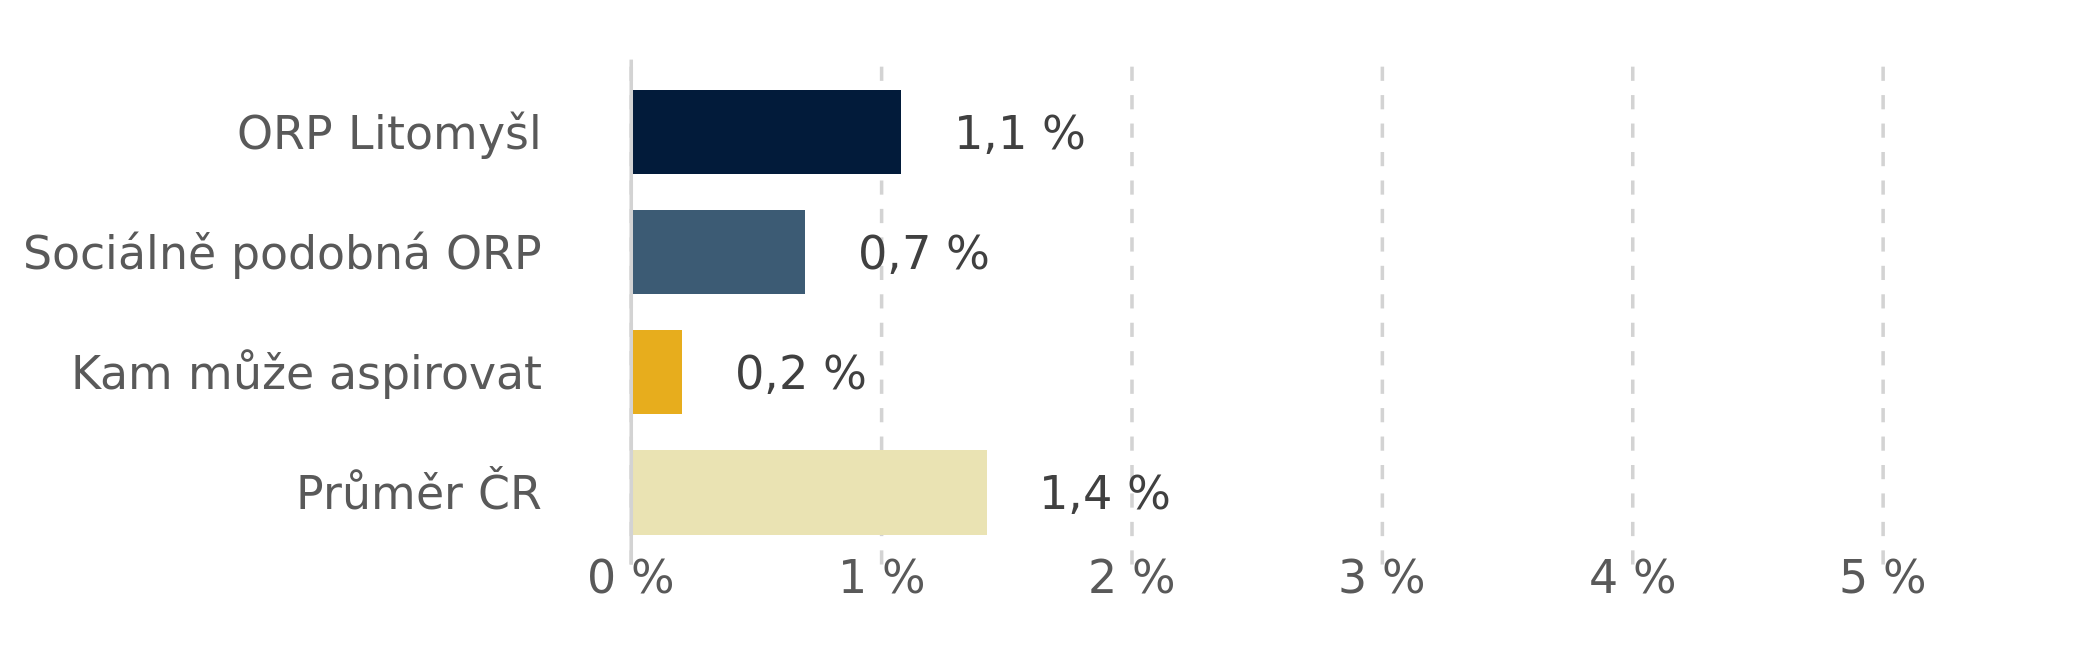 ORP Litomyšl 1,1 %
Sociálně podobná ORP 0,7 %
Kam může aspirovat 0,2 %
Průměr ČR 1,4 %
0 % 1 % 2 % 3 % 4 % 5 %